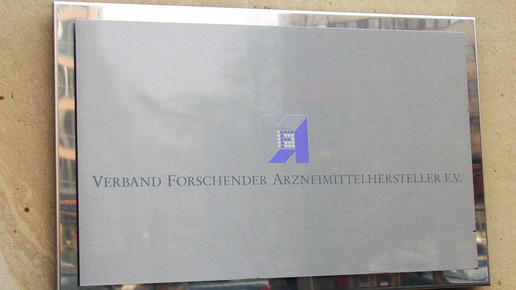 VERBAND FORSCHENDER ARZNEIMITTELHERSTELLER E.V.